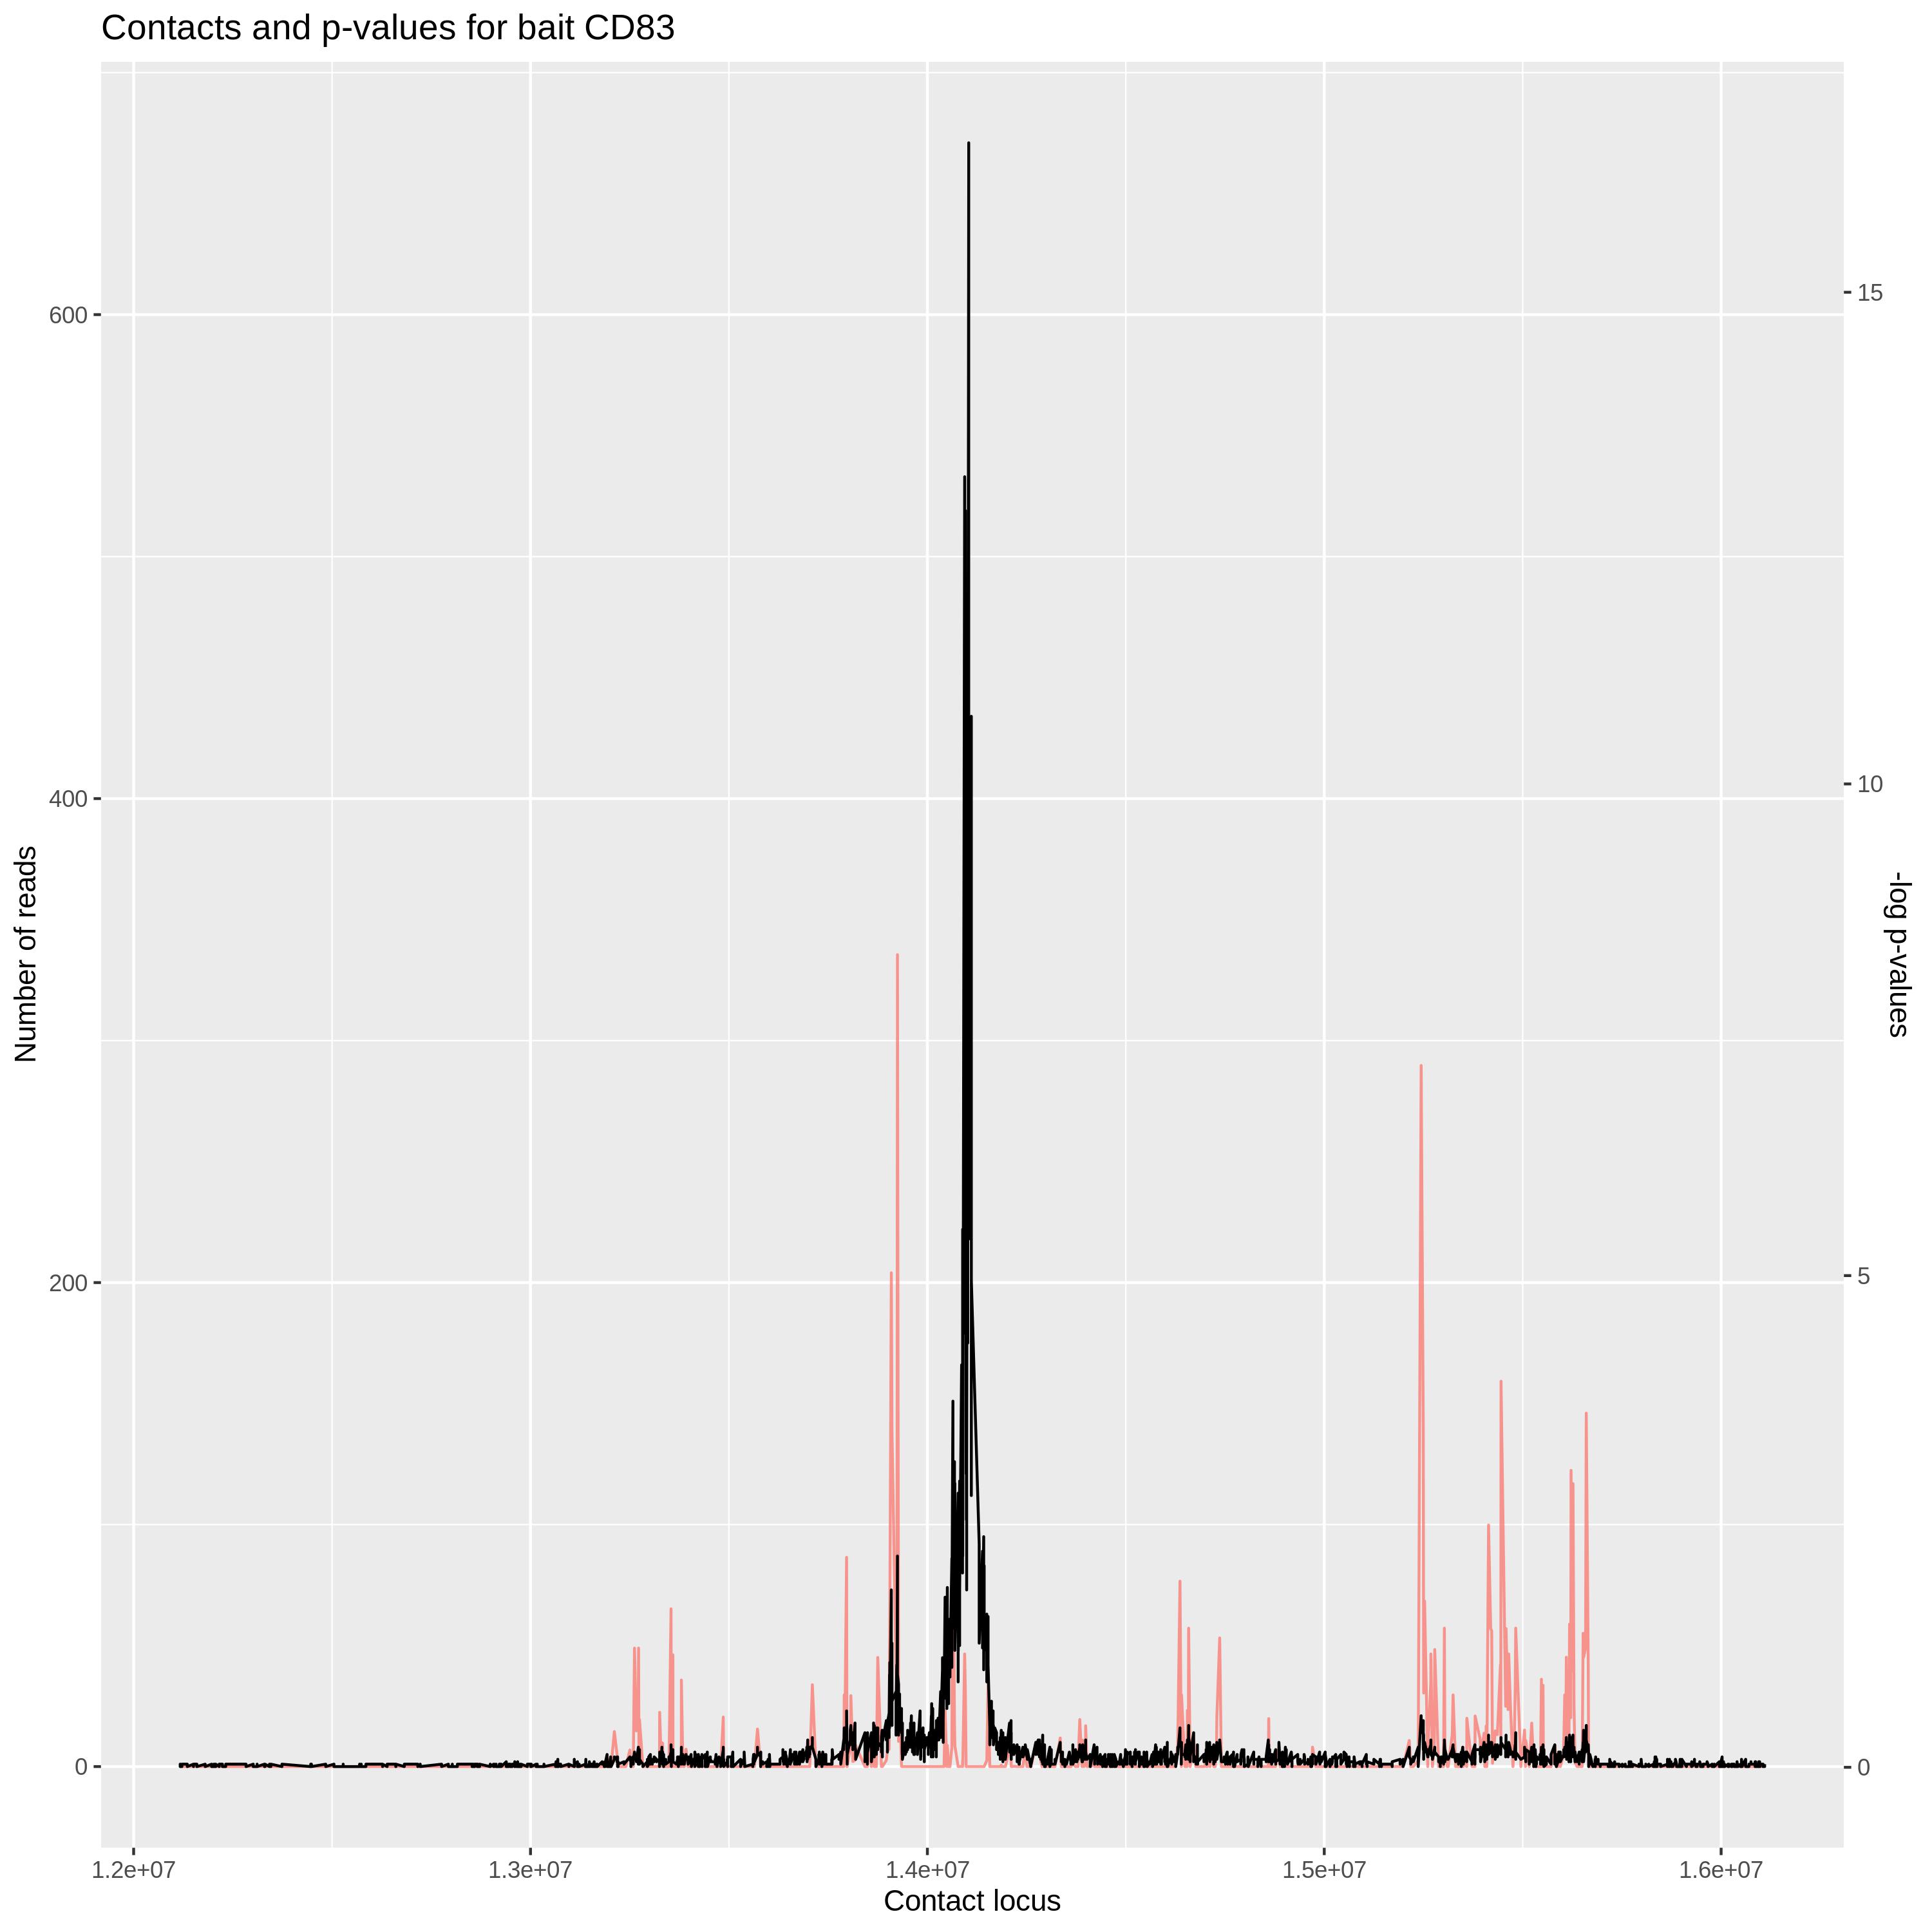 Contacts and p-values for bait CD83
600
400
200
0
Number of reads
15
10
5
0
-log p-values
1.2e+07 1.3e+07 1.4e+07 1.5e+07 1.6e+07
Contact locus